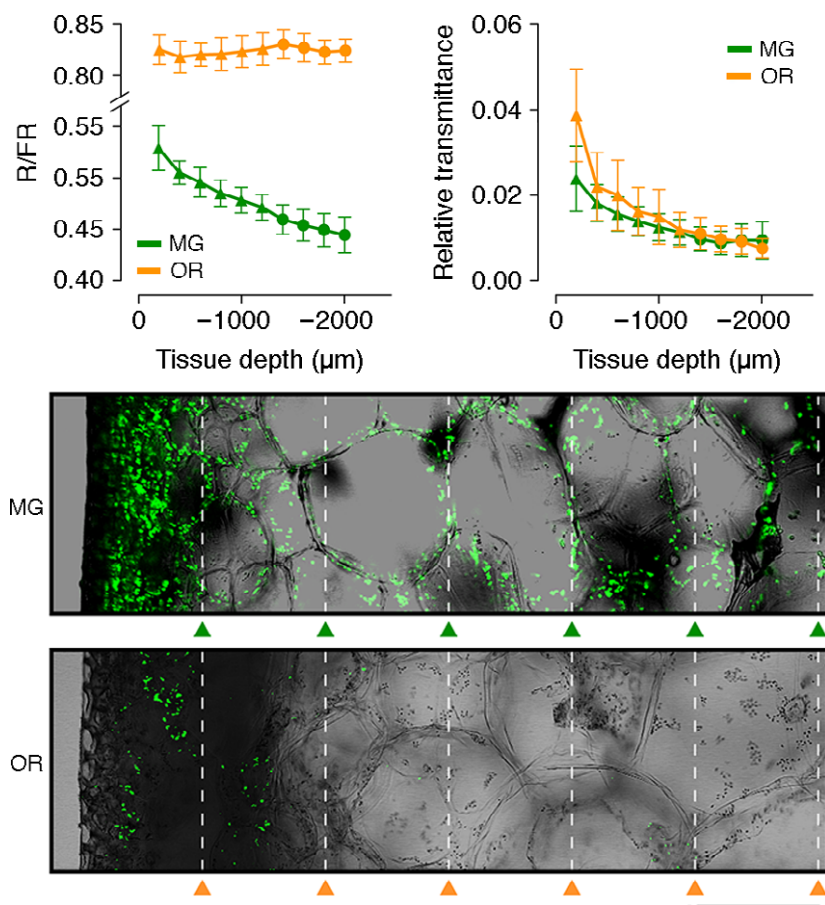 R/FR
0.85
0.80
0.55
0.55
0.45
0.40
MG
OR
0
−1000
−2000
Tissue depth (µm)
Relative transmittance
0.06
0.04
0.02
0.00
MG
OR
0
−1000
−2000
Tissue depth (µm)
MG
OR